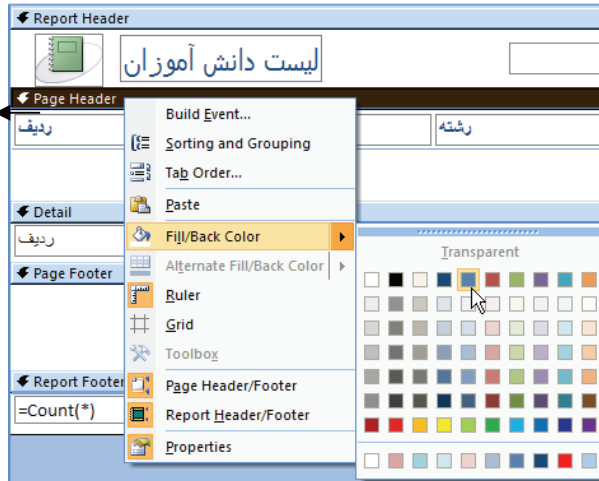 Report Header
لیست دانش آموزان
Page Header
ردیف
رشته
Build Event...
Sorting and Grouping
Tab Order...
Paste
Fill/Back Color
Alternate Fill/Back Color
Ruler
Grid
Toolbox
Page Header/Footer
Report Header/Footer
Properties
Transparent
Detail
ردیف
Page Footer
Report Footer
=Count(*)